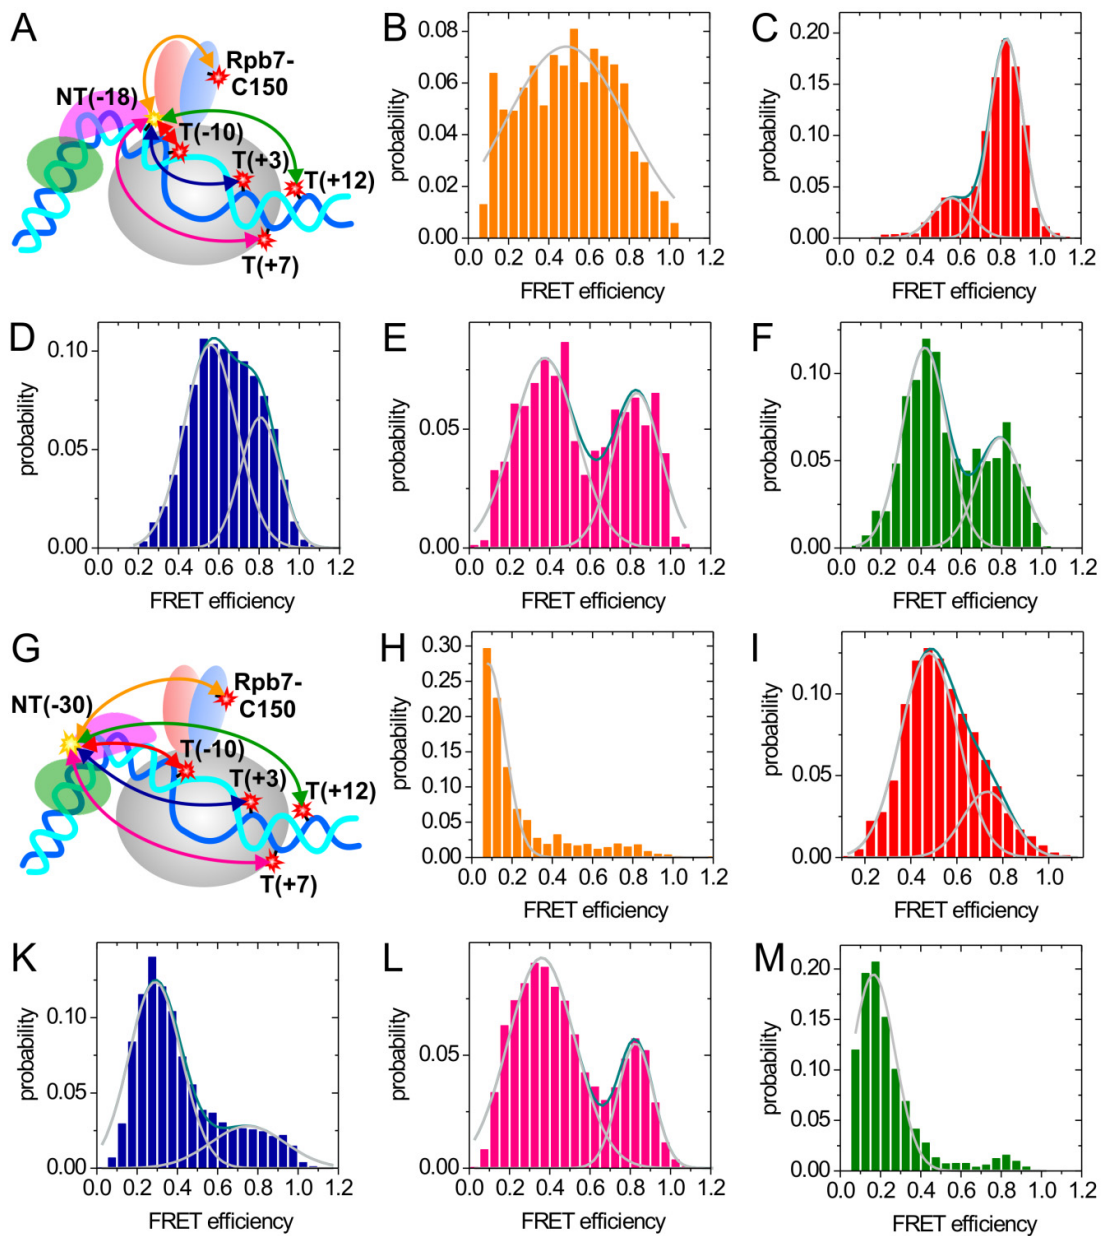 A
Rpb7-
C150
NT(-18)
T(-10)
T(+3)
T(+12)
T(+7)
B
0.08
0.06
0.04
0.02
0.00
probability
0.0 0.2 0.4 0.6 0.8 1.0 1.2
FRET efficiency
C
0.20
0.15
0.10
0.05
0.00
probability
0.0 0.2 0.4 0.6 0.8 1.0 1.2
FRET efficiency
D
0.10
0.05
0.00
probability
0.0 0.2 0.4 0.6 0.8 1.0 1.2
FRET efficiency
E
0.05
0.00
probability
0.0 0.2 0.4 0.6 0.8 1.0 1.2
FRET efficiency
F
0.10
0.05
0.00
probability
0.0 0.2 0.4 0.6 0.8 1.0 1.2
FRET efficiency
G
Rpb7-
C150
NT(-30)
T(-10)
T(+3)
T(+12)
T(+7)
H
0.30
0.25
0.20
0.15
0.10
0.05
0.00
probability
0.0 0.2 0.4 0.6 0.8 1.0 1.2
FRET efficiency
I
0.10
0.05
0.00
probability
0.2 0.4 0.6 0.8 1.0
FRET efficiency
K
0.10
0.05
0.00
probability
0.0 0.2 0.4 0.6 0.8 1.0 1.2
FRET efficiency
L
0.05
0.00
probability
0.0 0.2 0.4 0.6 0.8 1.0 1.2
FRET efficiency
M
0.20
0.15
0.10
0.05
0.00
probability
0.0 0.2 0.4 0.6 0.8 1.0 1.2
FRET efficiency